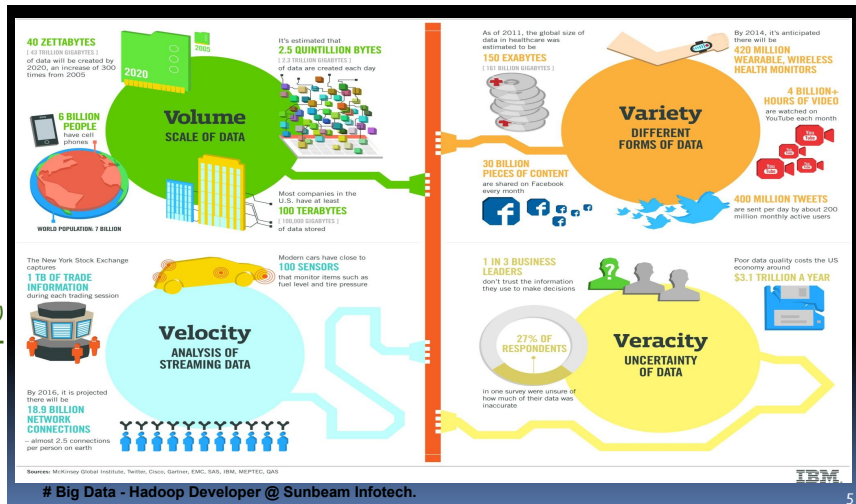 40 ZETTABYTES
[ 43 TRILLION GIGABYTES ]
of data will be created by
2020, an increase of 300
times from 2005
2005
2020
It's estimated that
2.5 QUINTILLION BYTES
[ 2.3 TRILLION GIGABYTES ]
of data are created each day
6 BILLION
PEOPLE
have cell
phones
WORLD POPULATION: 7 BILLION
Volume
SCALE OF DATA
Most companies in the
U.S. have at least
100 TERABYTES
[ 100,000 GIGABYTES ]
of data stored
As of 2011, the global size of
data in healthcare was
estimated to be
150 EXABYTES
[ 161 BILLION GIGABYTES ]
Variety
DIFFERENT
FORMS OF DATA
By 2014, it's anticipated
there will be
420 MILLION
WEARABLE, WIRELESS
HEALTH MONITORS
4 BILLION+
HOURS OF VIDEO
are watched on
YouTube each month
You Tube
You Tube
You Tube
30 BILLION
PIECES OF CONTENT
are shared on Facebook
every month
400 MILLION TWEETS
are sent per day by about 200
million monthly active users
The New York Stock Exchange
captures
1 TB OF TRADE
INFORMATION
during each trading session
Modern cars have close to
100 SENSORS
that monitor items such as
fuel level and tire pressure
Velocity
ANALYSIS OF
STREAMING DATA
By 2016, it is projected
there will be
18.9 BILLION
NETWORK
CONNECTIONS
– almost 2.5 connections
per person on earth
1 IN 3 BUSINESS
LEADERS
don't trust the information
they use to make decisions
27% OF
RESPONDENTS
in one survey were unsure of
how much of their data was
inaccurate
Veracity
UNCERTAINTY
OF DATA
Poor data quality costs the US
economy around
$3.1 TRILLION A YEAR
Sources: McKinsey Global Institute, Twitter, Cisco, Gartner, EMC, SAS, IBM, MEPTEC, QAS
IBM.
# Big Data - Hadoop Developer @ Sunbeam Infotech.
5